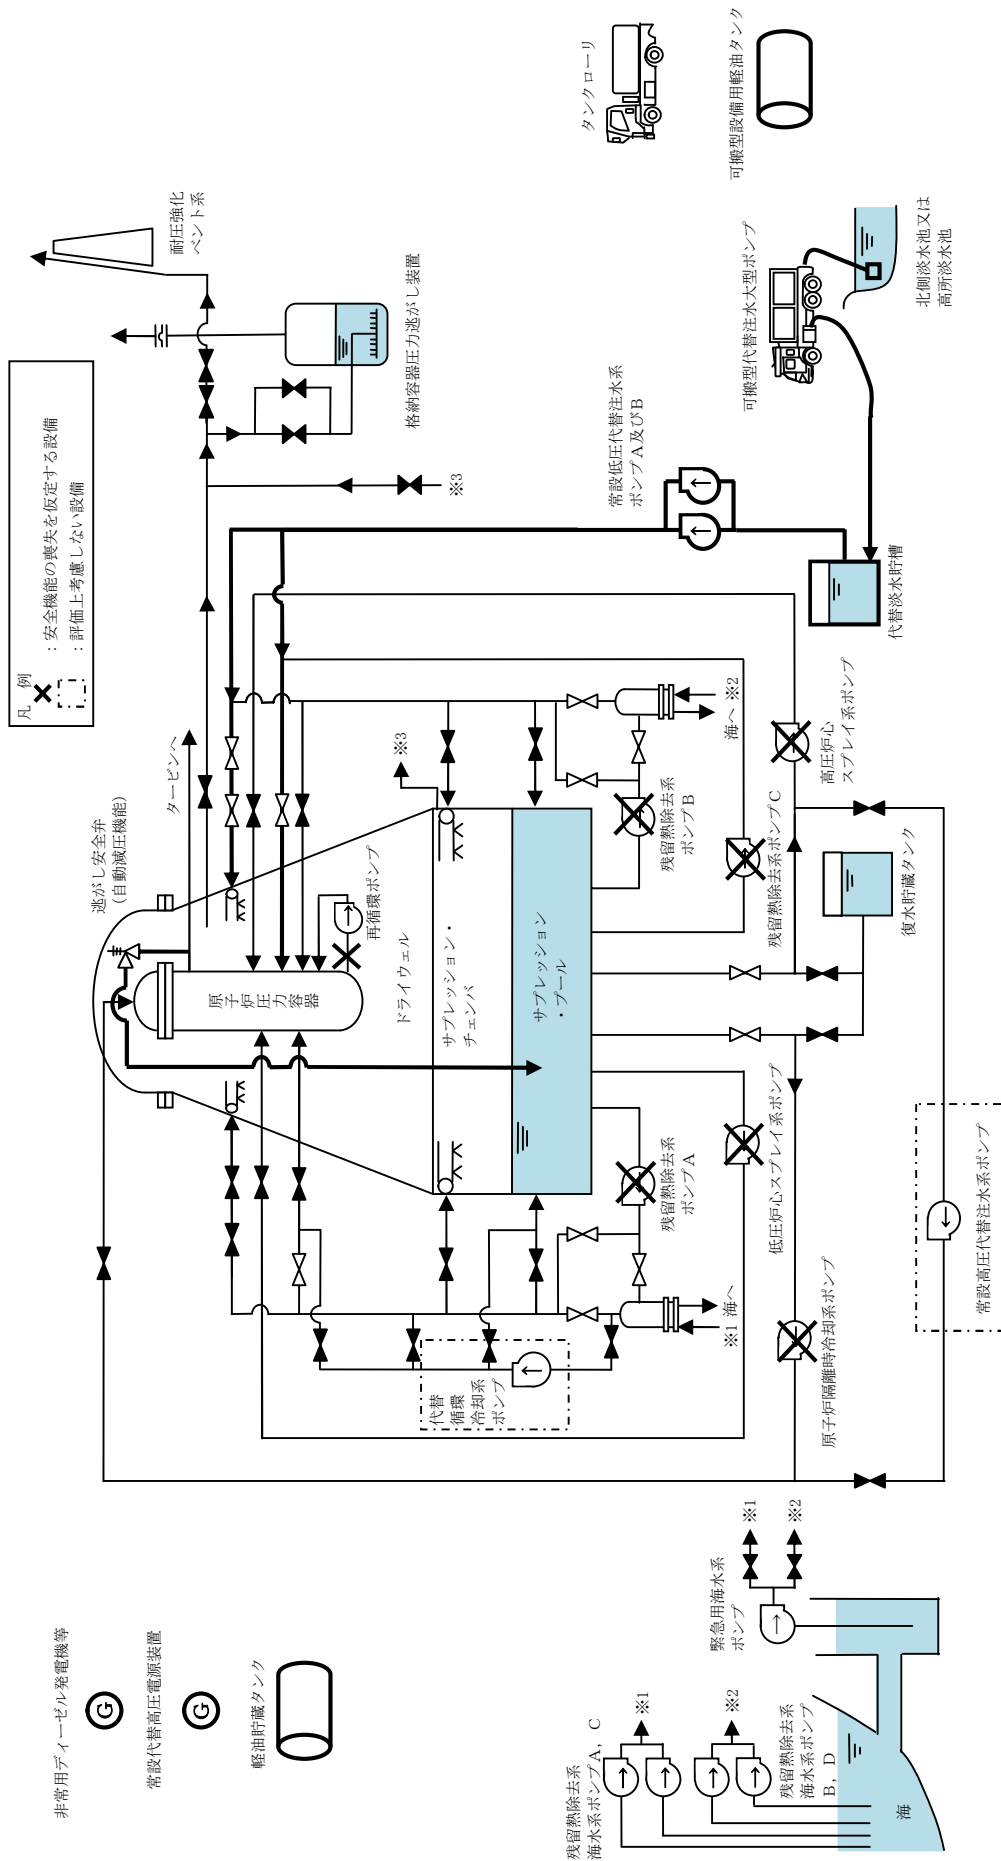 凡　例
：安全機能の喪失を仮定する設備
：評価上考慮しない設備
非常用ディーゼル発電機等
G
常設代替高圧電源装置
G
軽油貯蔵タンク
残留熱除去系
海水系ポンプA，C
※1
※2
残留熱除去系
海水系ポンプ
B，D
海
緊急用海水系
ポンプ
※1
※2
逃がし安全弁
（自動減圧機能）
タービンへ
原子炉圧力容器
再循環ポンプ
ドライウェル
サプレッション・
チェンバ
サプレッション
・プール
※3
代替
循環
冷却系
ポンプ
残留熱除去系
ポンプA
※1 海へ
残留熱除去系
ポンプB
海へ ※2
低圧炉心スプレイ系ポンプ
残留熱除去系ポンプC
原子炉隔離時冷却系ポンプ
高圧炉心
スプレイ系ポンプ
復水貯蔵タンク
常設高圧代替注水系ポンプ
※3
耐圧強化
ベント系
格納容器圧力逃がし装置
常設低圧代替注水系
ポンプA及びB
代替淡水貯槽
可搬型代替注水大型ポンプ
北側淡水池又は
高所淡水池
タンクローリ
可搬型設備用軽油タンク